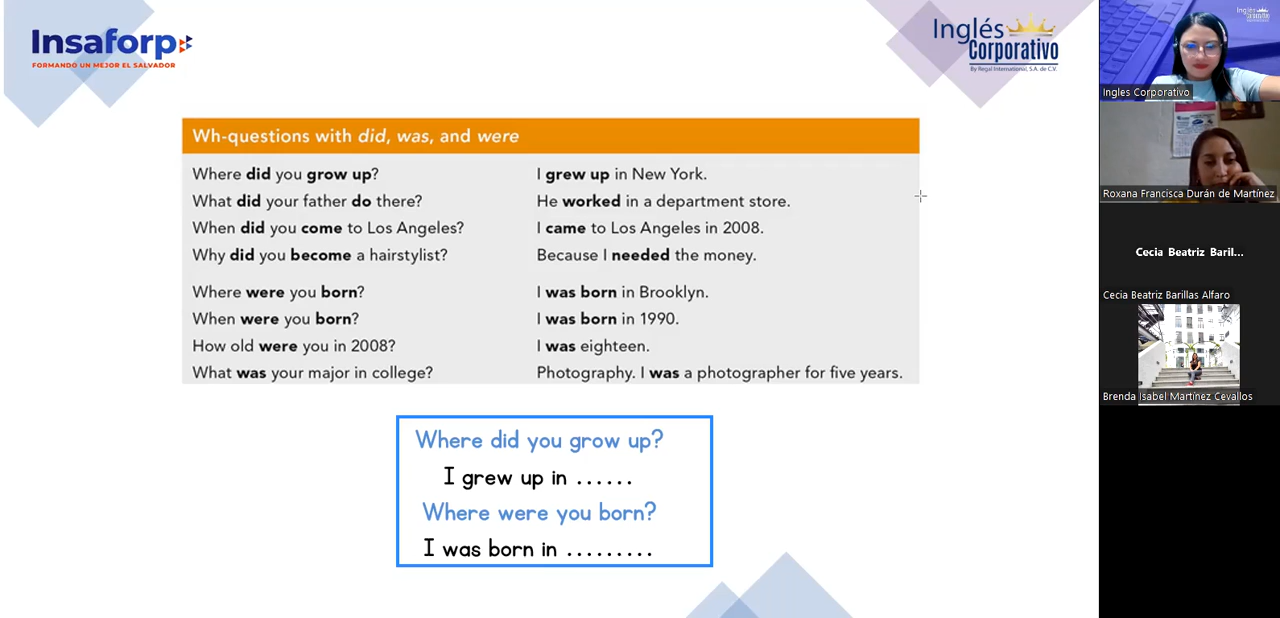 Insaforp
FORMANDO UN MEJOR EL SALVADOR
Inglés
Corporativo
By Regal International, S.A. de C.V.
Wh-questions with did, was, and were
Where did you grow up? I grew up in New York.
What did your father do there? He worked in a department store.
When did you come to Los Angeles? I came to Los Angeles in 2008.
Why did you become a hairstylist? Because I needed the money.
Where were you born? I was born in Brooklyn.
When were you born? I was born in 1990.
How old were you in 2008? I was eighteen.
What was your major in college? Photography. I was a photographer for five years.
Where did you grow up?
I grew up in ......
Where were you born?
I was born in .........
Ingles Corporativo
Roxana Francisca Durán de Martínez
Cecia Beatriz Baril...
Cecia Beatriz Barillas Alfaro
Brenda Isabel Martínez Cevallos